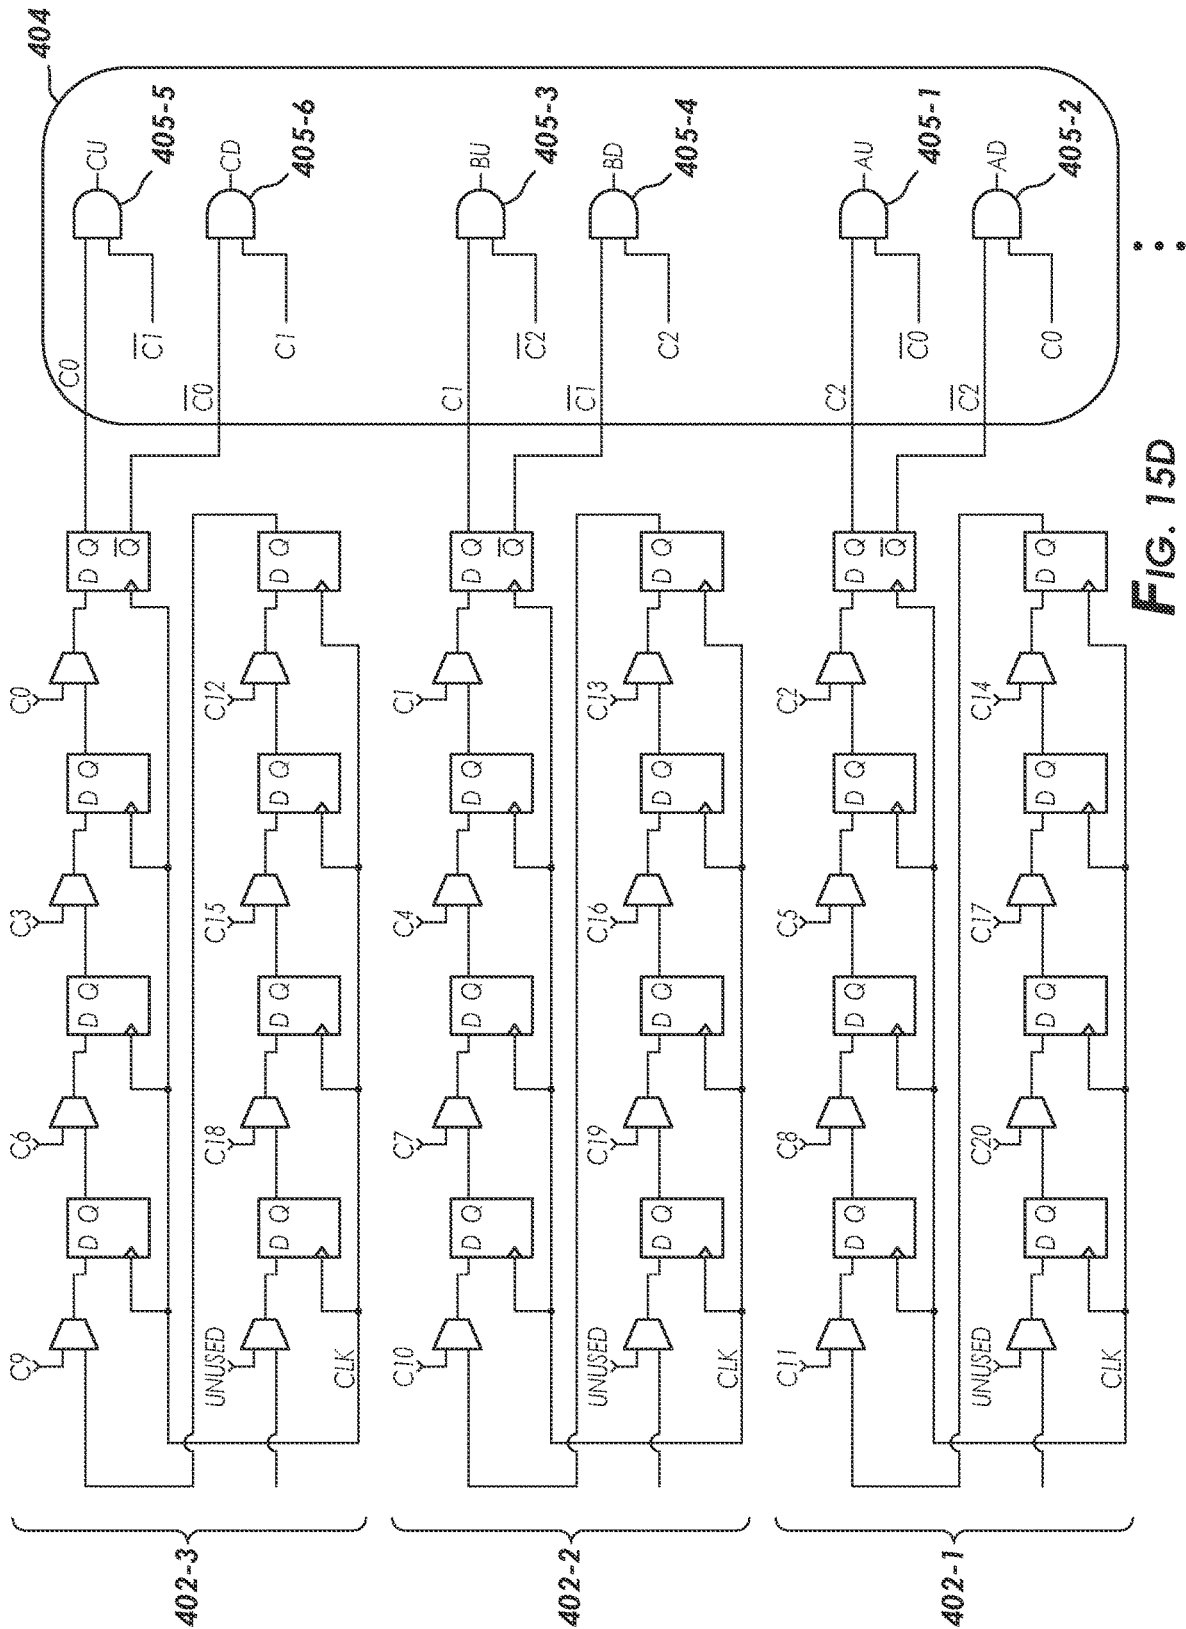 404
CU
405-5
C0
C̅1̅
CD
405-6
C̅0̅
C1
BU
405-3
C1
C̅2̅
BD
405-4
C̅1̅
C2
AU
405-1
C2
C̅0̅
AD
405-2
C̅2̅
C0
402-3
C9
D Q
C6
D Q
C3
D Q
C0
D Q
Q̅
UNUSED
D Q
C18
D Q
C15
D Q
C12
D Q
CLK
402-2
C10
D Q
C7
D Q
C4
D Q
C1
D Q
Q̅
UNUSED
D Q
C19
D Q
C16
D Q
C13
D Q
CLK
402-1
C11
D Q
C8
D Q
C5
D Q
C2
D Q
Q̅
UNUSED
D Q
C20
D Q
C17
D Q
C14
D Q
CLK
FIG. 15D